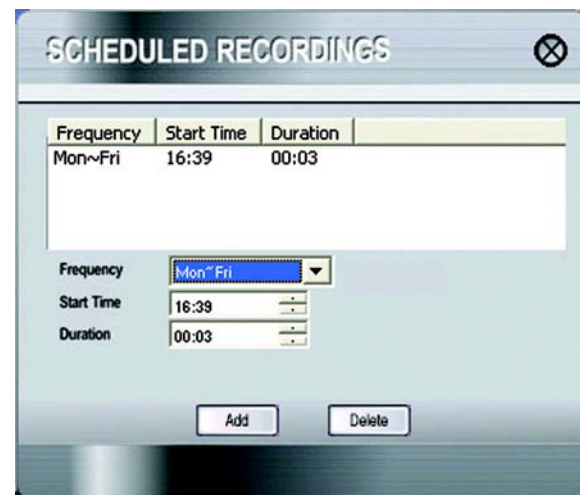 SCHEDULED RECORDINGS
Frequency Start Time Duration
Mon~Fri 16:39 00:03
Frequency Mon~Fri
Start Time 16:39
Duration 00:03
Add Delete